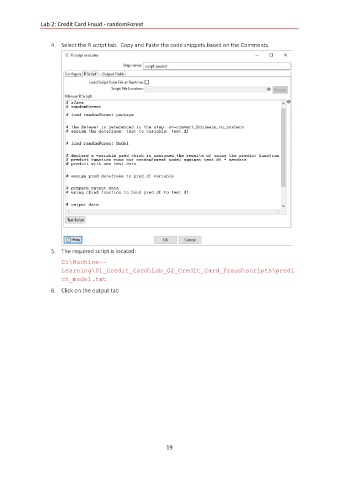 Lab 2: Credit Card Fraud - randomForest
4. Select the R script tab. Copy and Paste the code snippets based on the Comments.
R script executor
Step name: script-predict
Configure R Script Output Fields
Load Script from File at Runtime
Script File Location:
Browse
Manual R Script:
# rJava
# randomForest
# load randomForest package
# the dataset is referenced in the step: sv-convert_Booleans_to_numbers
# assign the dataframe: test to variable: test_df
# load randomForest Model
# declare a variable pred which is assigned the results of using the predict function
# predict function runs our randomForest model against test_df - newdata
# predict with new test data
# assign pred dataframe to pred_df variable
# prepare output data
# using cbind function to bind pred_df to test_df
# output data
Test Script
Help
OK
Cancel
5. The required script is located:
C:\Machine--
Learning\01_Credit_Card\Lab_02_Credit_Card_Fraud\scripts\predi
ct_model.txt
6. Click on the output tab
19